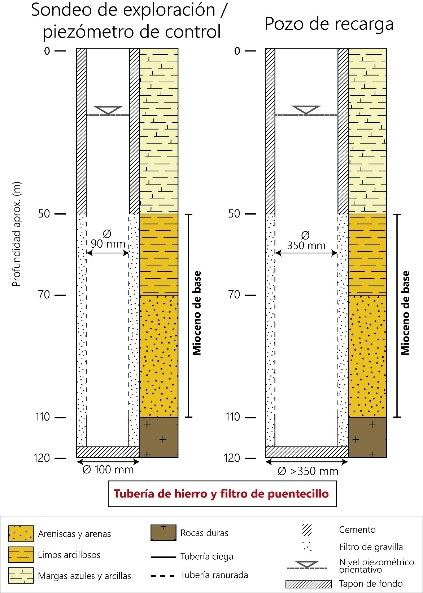 Sondeo de exploración /
piezómetro de control
Pozo de recarga
Profundidad aprox. (m)
0
50
70
110
120
Ø
90 mm
Mioceno de base
Ø 100 mm
0
50
70
110
120
Ø
350 mm
Mioceno de base
Ø >350 mm
Tubería de hierro y filtro de puentecillo
Areniscas y arenas
Limos arcillosos
Margas azules y arcillas
Rocas duras
Tubería ciega
Tubería ranurada
Cemento
Filtro de gravilla
Nivel piezométrico
orientativo
Tapón de fondo